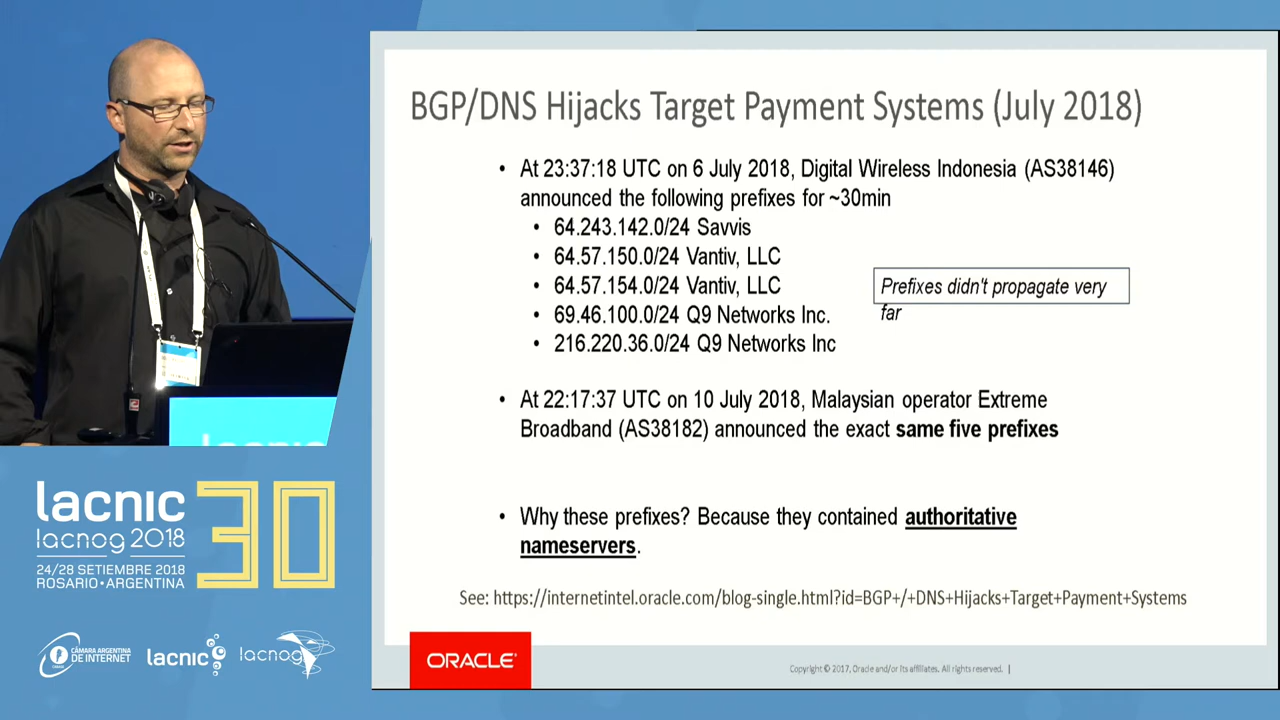 BGP/DNS Hijacks Target Payment Systems (July 2018)
• At 23:37:18 UTC on 6 July 2018, Digital Wireless Indonesia (AS38146)
announced the following prefixes for ~30min
• 64.243.142.0/24 Savvis
• 64.57.150.0/24 Vantiv, LLC
• 64.57.154.0/24 Vantiv, LLC
• 69.46.100.0/24 Q9 Networks Inc.
• 216.220.36.0/24 Q9 Networks Inc
Prefixes didn't propagate very
far
• At 22:17:37 UTC on 10 July 2018, Malaysian operator Extreme
Broadband (AS38182) announced the exact same five prefixes
• Why these prefixes? Because they contained authoritative
nameservers.
See: https://internetintel.oracle.com/blog-single.html?id=BGP+/+DNS+Hijacks+Target+Payment+Systems
ORACLE
Copyright © 2017, Oracle and/or its affiliates. All rights reserved. |
lacnic 30
lacnog 2018
24/28 SETIEMBRE 2018
ROSARIO•ARGENTINA
CÁMARA ARGENTINA
DE INTERNET
lacnic
lacnog